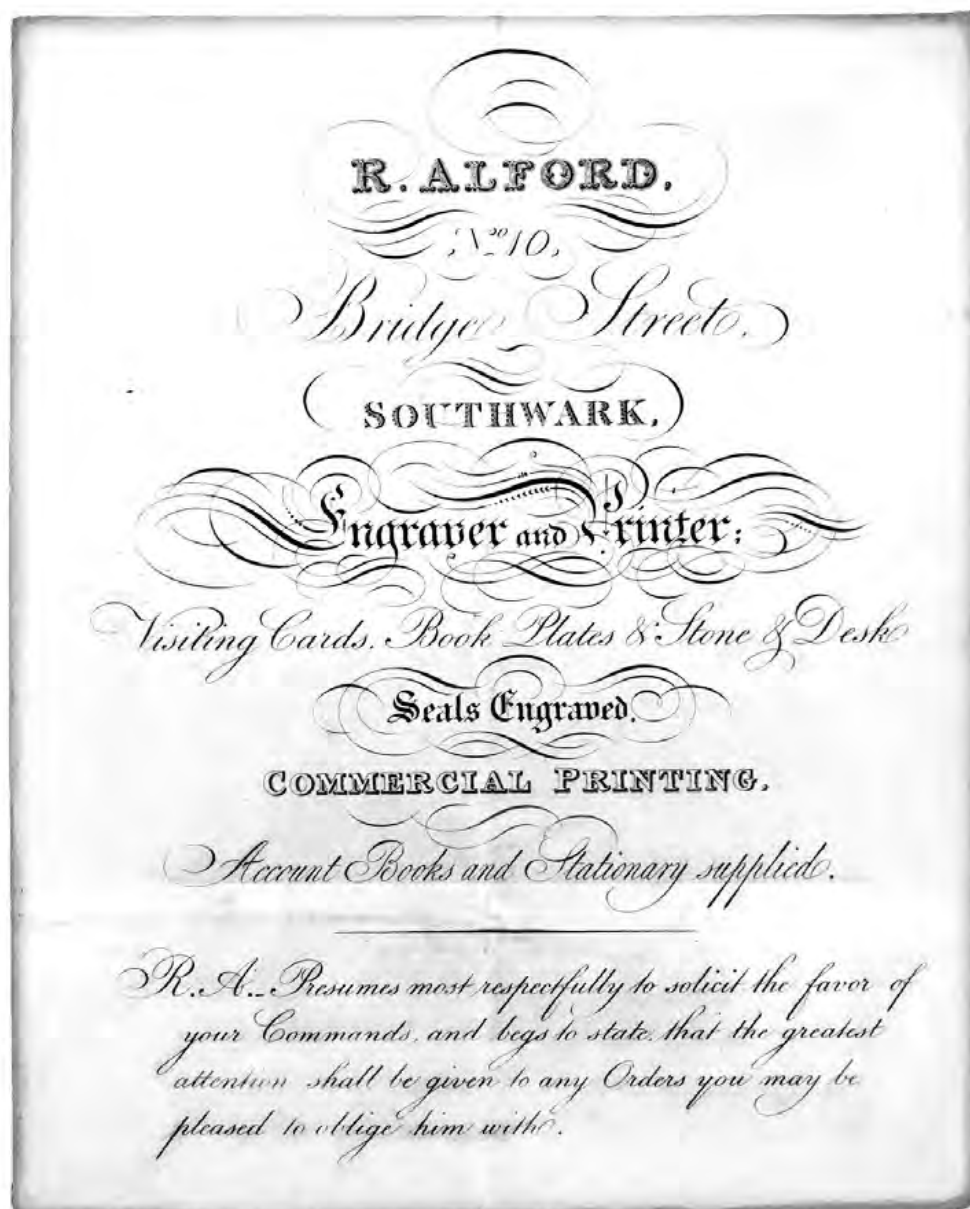 R. ALFORD,
No. 10,
Bridge Street,
SOUTHWARK,
Engraver and Printer;
Visiting Cards, Book Plates & Stone & Desk
Seals Engraved.
COMMERCIAL PRINTING.
Account Books and Stationary supplied.
R. A. Presumes most respectfully to solicit the favor of
your Commands, and begs to state, that the greatest
attention shall be given to any Orders you may be
pleased to oblige him with.